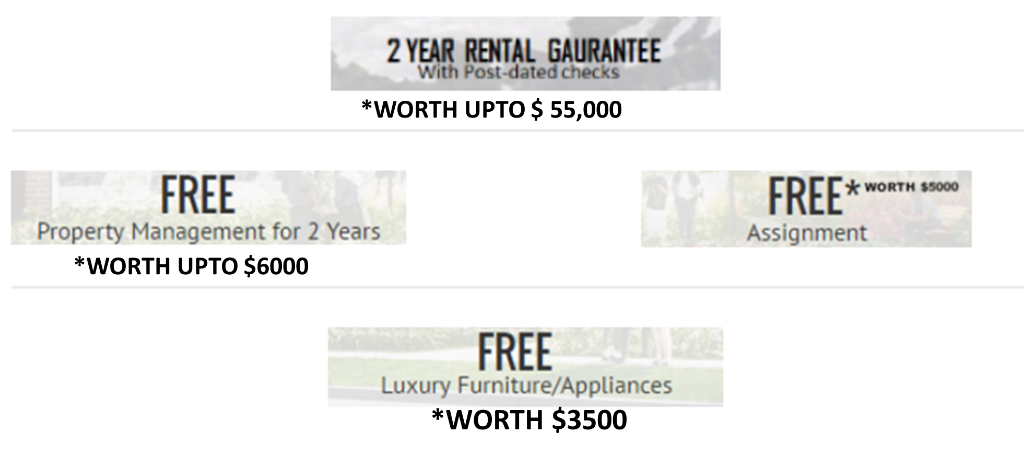 2 YEAR RENTAL GAURANTEE
With Post-dated checks
*WORTH UPTO $ 55,000
FREE
Property Management for 2 Years
*WORTH UPTO $6000
FREE* WORTH $5000
Assignment
FREE
Luxury Furniture/Appliances
*WORTH $3500